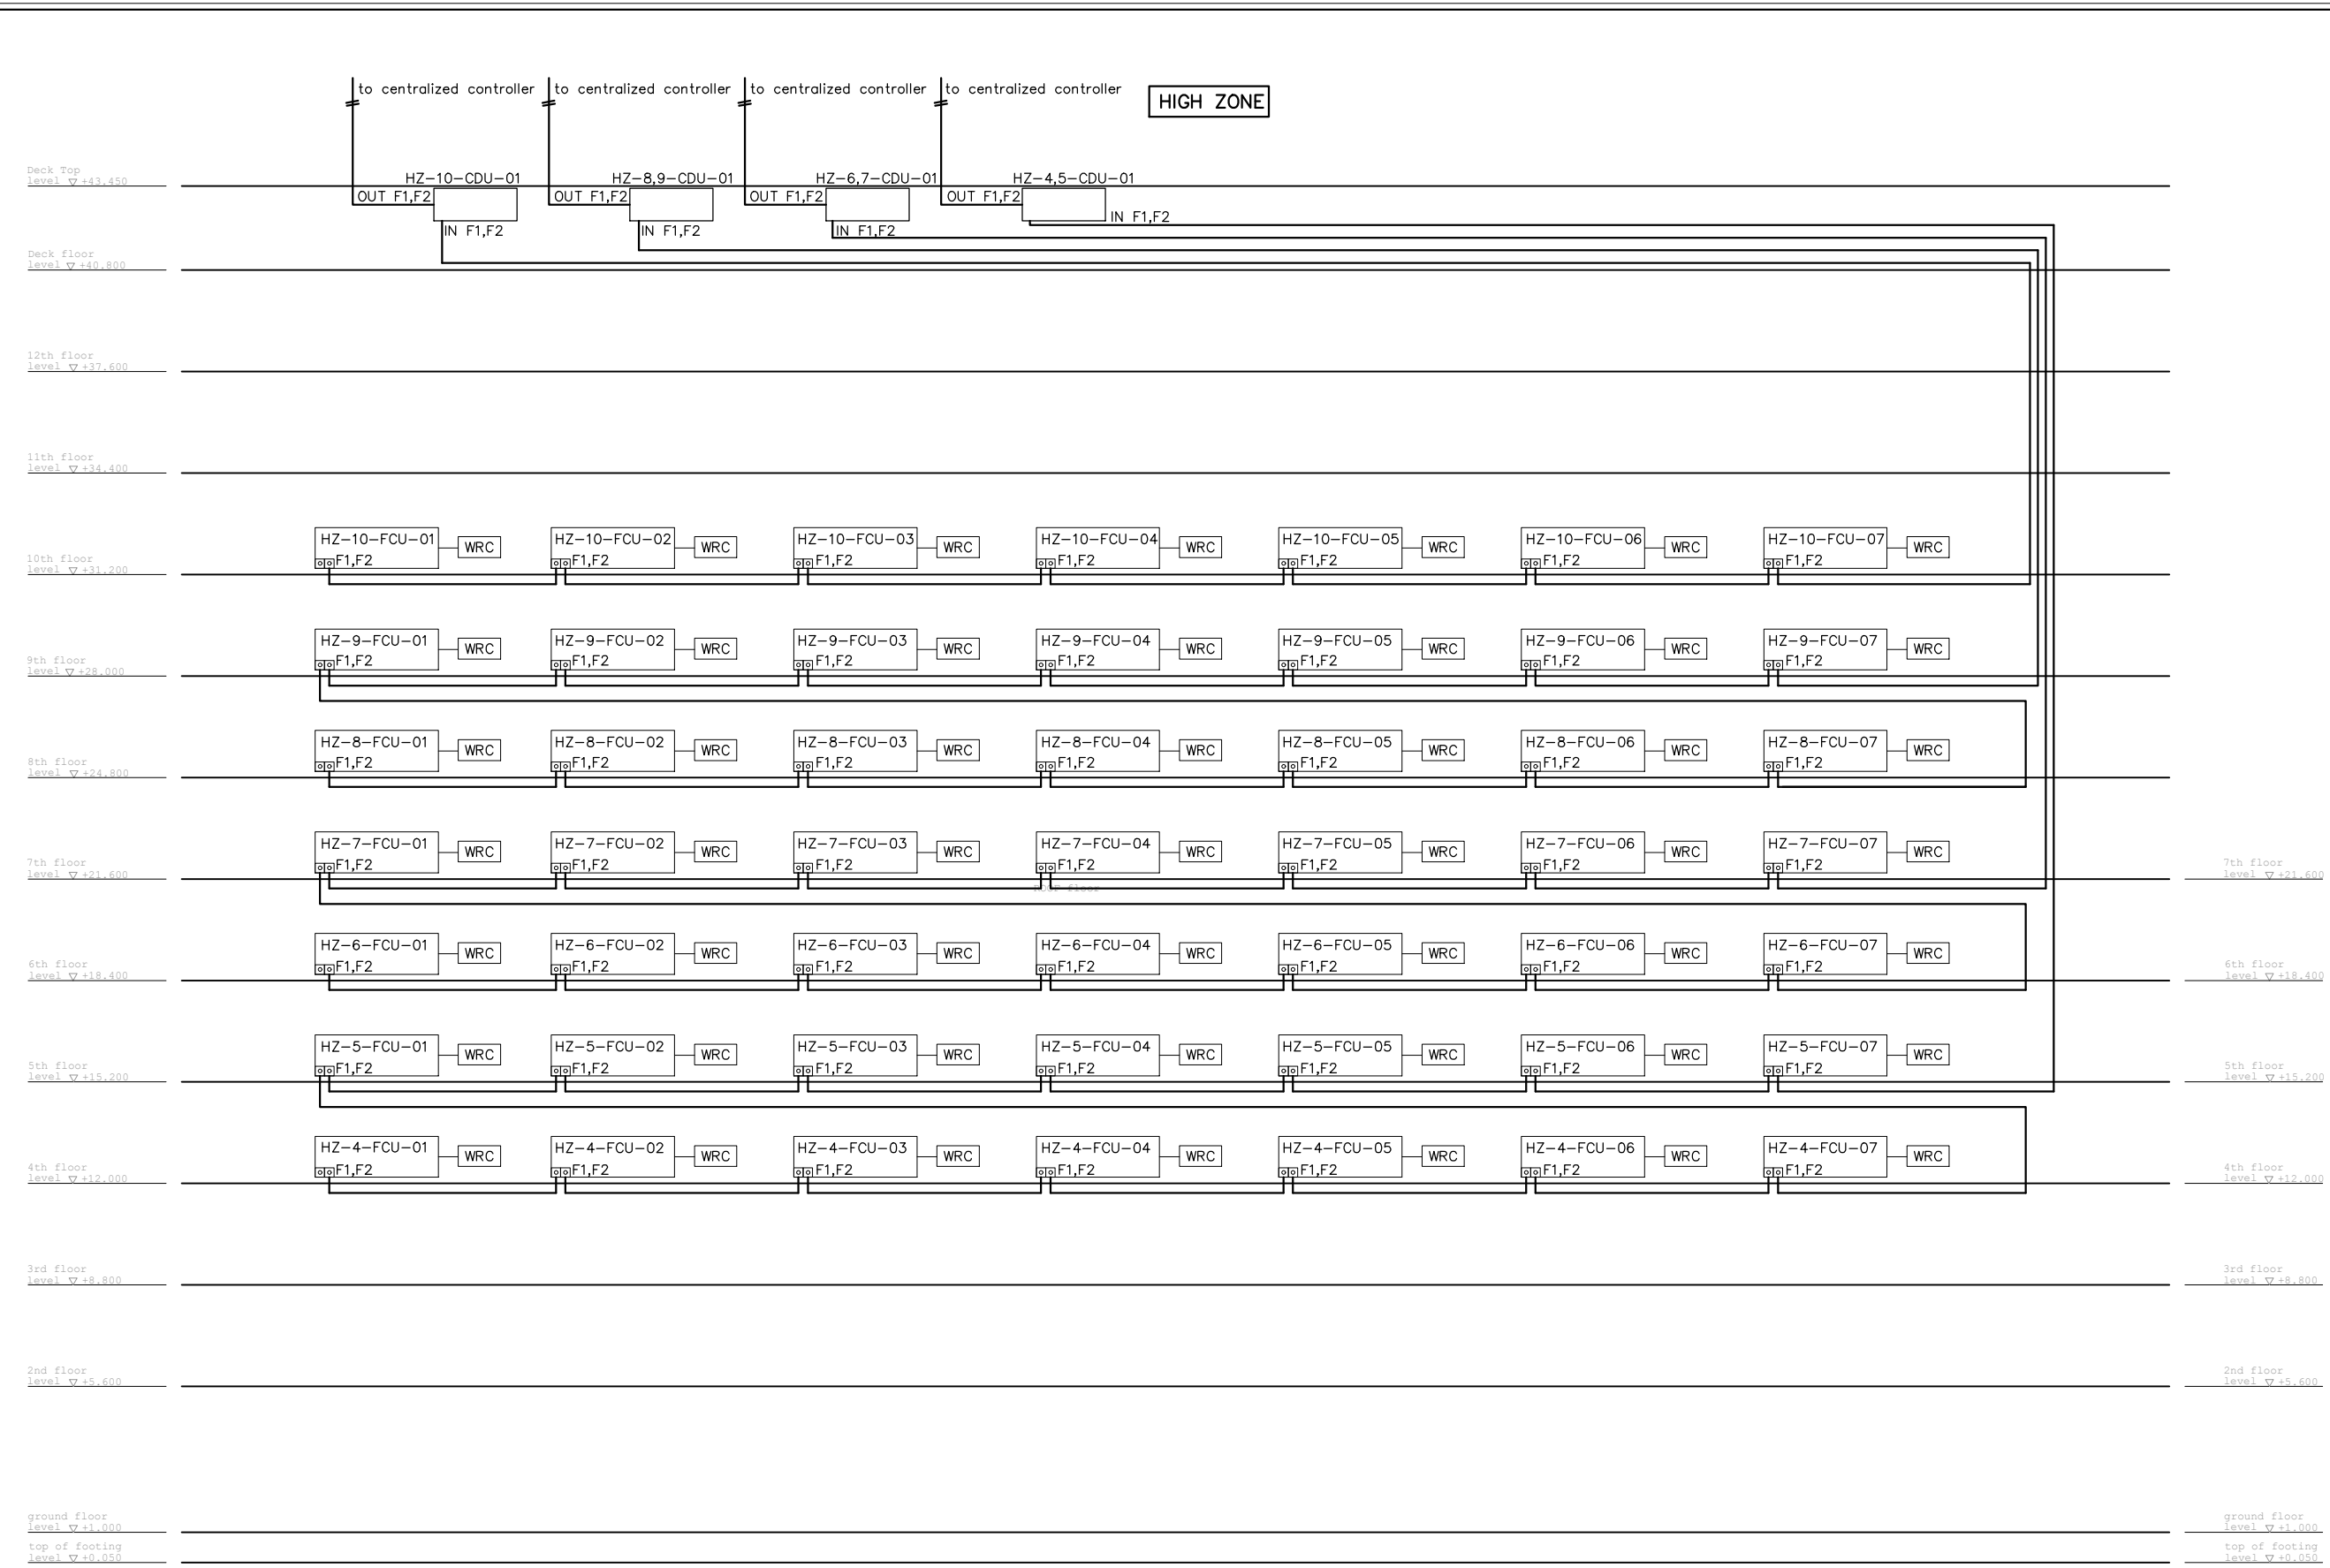 to centralized controller to centralized controller to centralized controller to centralized controller
HIGH ZONE
Deck Top
level ▽ +43.450
HZ-10-CDU-01 HZ-8,9-CDU-01 HZ-6,7-CDU-01 HZ-4,5-CDU-01
OUT F1,F2 OUT F1,F2 OUT F1,F2 OUT F1,F2
IN F1,F2 IN F1,F2 IN F1,F2 IN F1,F2
Deck floor
level ▽ +40.800
12th floor
level ▽ +37.600
11th floor
level ▽ +34.400
HZ-10-FCU-01 WRC HZ-10-FCU-02 WRC HZ-10-FCU-03 WRC HZ-10-FCU-04 WRC HZ-10-FCU-05 WRC HZ-10-FCU-06 WRC HZ-10-FCU-07 WRC
F1,F2 F1,F2 F1,F2 F1,F2 F1,F2 F1,F2 F1,F2
10th floor
level ▽ +31.200
HZ-9-FCU-01 WRC HZ-9-FCU-02 WRC HZ-9-FCU-03 WRC HZ-9-FCU-04 WRC HZ-9-FCU-05 WRC HZ-9-FCU-06 WRC HZ-9-FCU-07 WRC
F1,F2 F1,F2 F1,F2 F1,F2 F1,F2 F1,F2 F1,F2
9th floor
level ▽ +28.000
HZ-8-FCU-01 WRC HZ-8-FCU-02 WRC HZ-8-FCU-03 WRC HZ-8-FCU-04 WRC HZ-8-FCU-05 WRC HZ-8-FCU-06 WRC HZ-8-FCU-07 WRC
F1,F2 F1,F2 F1,F2 F1,F2 F1,F2 F1,F2 F1,F2
8th floor
level ▽ +24.800
HZ-7-FCU-01 WRC HZ-7-FCU-02 WRC HZ-7-FCU-03 WRC HZ-7-FCU-04 WRC HZ-7-FCU-05 WRC HZ-7-FCU-06 WRC HZ-7-FCU-07 WRC
F1,F2 F1,F2 F1,F2 F1,F2 F1,F2 F1,F2 F1,F2
7th floor 7th floor
level ▽ +21.600 level ▽ +21.600
floor
HZ-6-FCU-01 WRC HZ-6-FCU-02 WRC HZ-6-FCU-03 WRC HZ-6-FCU-04 WRC HZ-6-FCU-05 WRC HZ-6-FCU-06 WRC HZ-6-FCU-07 WRC
F1,F2 F1,F2 F1,F2 F1,F2 F1,F2 F1,F2 F1,F2
6th floor 6th floor
level ▽ +18.400 level ▽ +18.400
HZ-5-FCU-01 WRC HZ-5-FCU-02 WRC HZ-5-FCU-03 WRC HZ-5-FCU-04 WRC HZ-5-FCU-05 WRC HZ-5-FCU-06 WRC HZ-5-FCU-07 WRC
F1,F2 F1,F2 F1,F2 F1,F2 F1,F2 F1,F2 F1,F2
5th floor 5th floor
level ▽ +15.200 level ▽ +15.200
HZ-4-FCU-01 WRC HZ-4-FCU-02 WRC HZ-4-FCU-03 WRC HZ-4-FCU-04 WRC HZ-4-FCU-05 WRC HZ-4-FCU-06 WRC HZ-4-FCU-07 WRC
F1,F2 F1,F2 F1,F2 F1,F2 F1,F2 F1,F2 F1,F2
4th floor 4th floor
level ▽ +12.000 level ▽ +12.000
3rd floor 3rd floor
level ▽ +8.800 level ▽ +8.800
2nd floor 2nd floor
level ▽ +5.600 level ▽ +5.600
ground floor ground floor
level ▽ +1.000 level ▽ +1.000
top of footing top of footing
level ▽ +0.050 level ▽ +0.050